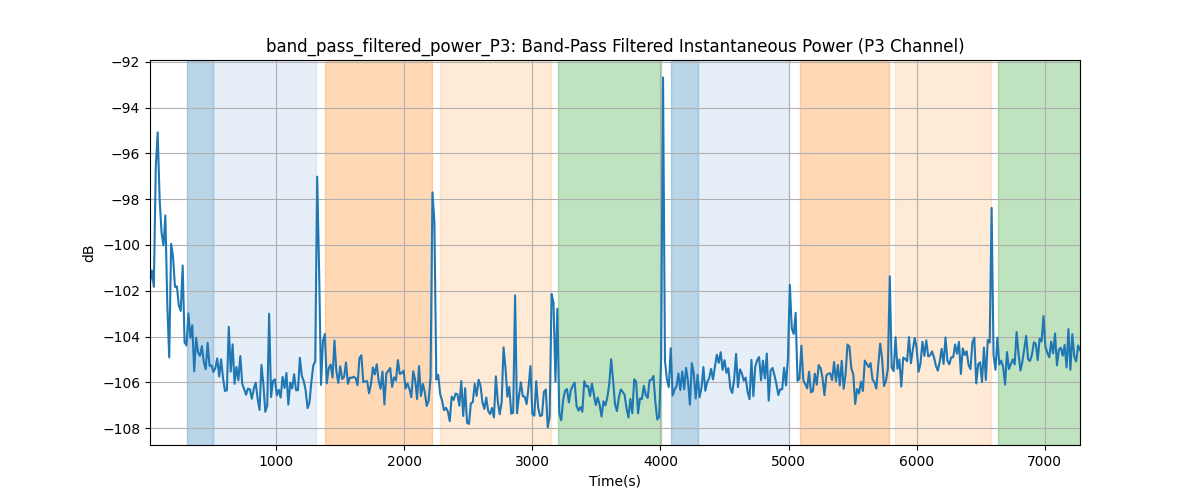 band_pass_filtered_power_P3: Band-Pass Filtered Instantaneous Power (P3 Channel)
−92
−94
−96
−98
−100
−102
−104
−106
−108
dB
1000 2000 3000 4000 5000 6000 7000
Time(s)